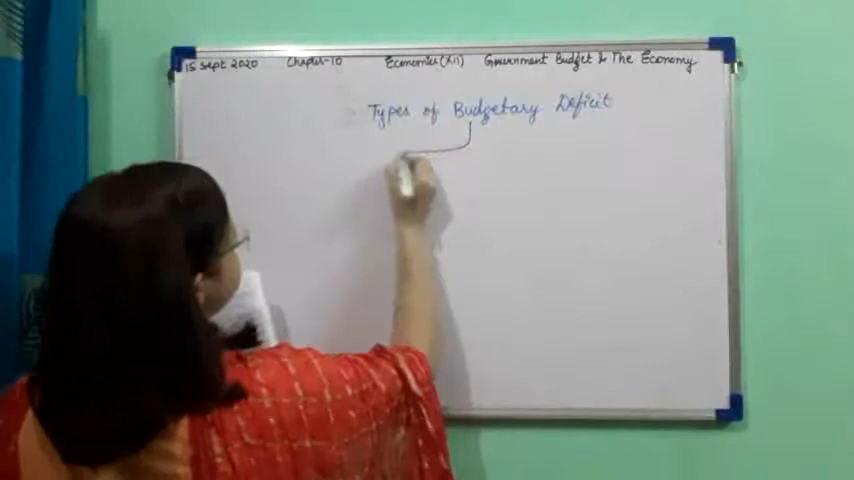 15 Sept 2020 Chapter-10 Economics (XII) Government Budget & The Economy
Types of Budgetary Deficit